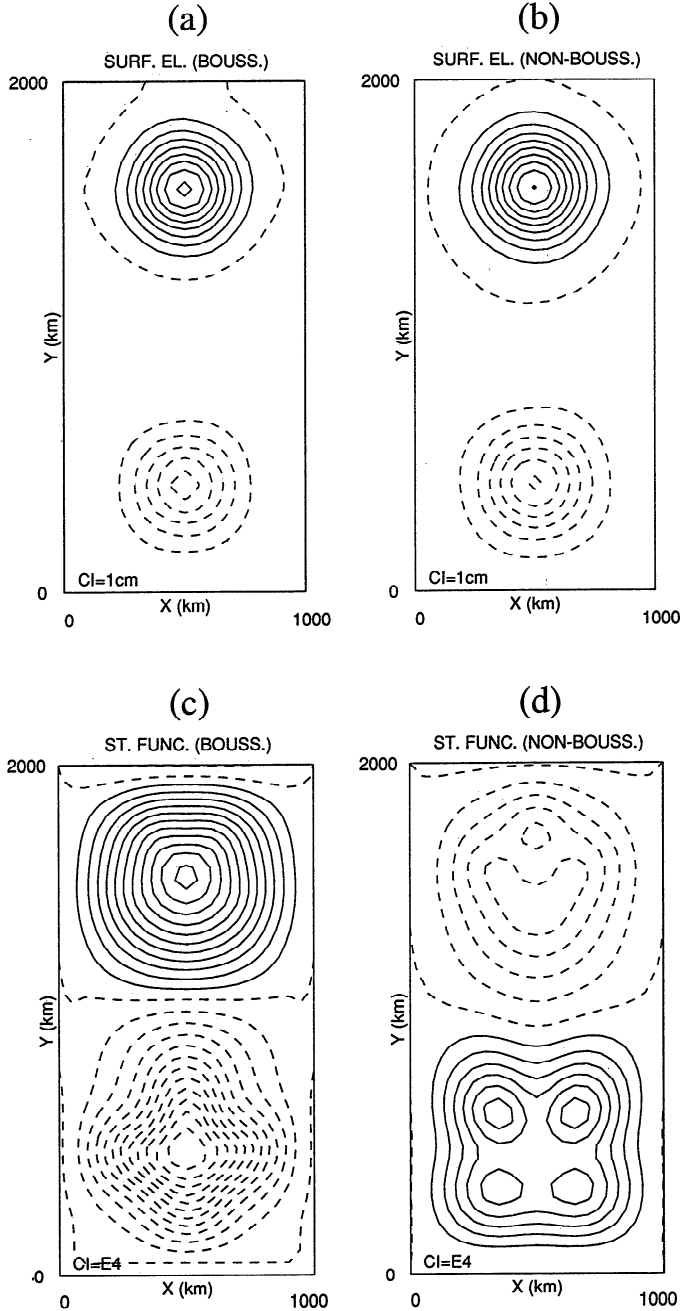 (a)
SURF. EL. (BOUSS.)
2000
Y (km)
CI=1cm
0
X (km)
0
1000
(b)
SURF. EL. (NON-BOUSS.)
2000
Y (km)
CI=1cm
0
X (km)
0
1000
(c)
ST. FUNC. (BOUSS.)
2000
Y (km)
CI=E4
.0
X (km)
0
1000
(d)
ST. FUNC. (NON-BOUSS.)
2000
Y (km)
CI=E4
0
X (km)
0
1000